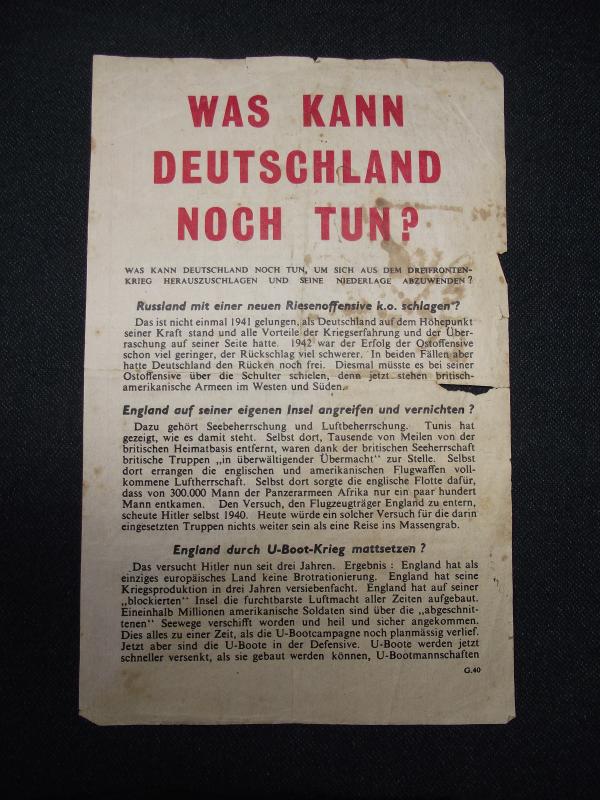 WAS KANN
DEUTSCHLAND
NOCH TUN?
WAS KANN DEUTSCHLAND NOCH TUN, UM SICH AUS DEM DREIFRONTEN-
KRIEG HERAUSZUSCHLAGEN UND SEINE NIEDERLAGE ABZUWENDEN?
Russland mit einer neuen Riesenoffensive k.o. schlagen?
Das ist nicht einmal 1941 gelungen, als Deutschland auf dem Höhepunkt
seiner Kraft stand und alle Vorteile der Kriegserfahrung und der Über-
raschung auf seiner Seite hatte. 1942 war der Erfolg der Ostoffensive
schon viel geringer, der Rückschlag viel schwerer. In beiden Fällen aber
hatte Deutschland den Rücken noch frei. Diesmal müsste es bei seiner
Ostoffensive über die Schulter schielen, denn jetzt stehen britisch-
amerikanische Armeen im Westen und Süden.
England auf seiner eigenen Insel angreifen und vernichten?
Dazu gehört Seebeherrschung und Luftbeherrschung. Tunis hat
gezeigt, wie es damit steht. Selbst dort, Tausende von Meilen von der
britischen Heimatbasis entfernt, waren dank der britischen Seeherrschaft
britische Truppen „in überwältigender Übermacht" zur Stelle. Selbst
dort errangen die englischen und amerikanischen Flugwaffen voll-
kommene Luftherrschaft. Selbst dort sorgte die englische Flotte dafür,
dass von 300.000 Mann der Panzerarmeen Afrika nur ein paar hundert
Mann entkamen. Den Versuch, den Flugzeugträger England zu entern,
scheute Hitler selbst 1940. Heute würde ein solcher Versuch für die darin
eingesetzten Truppen nichts weiter sein als eine Reise ins Massengrab.
England durch U-Boot-Krieg mattsetzen?
Das versucht Hitler nun seit drei Jahren. Ergebnis: England hat als
einziges europäisches Land keine Brotrationierung. England hat seine
Kriegsproduktion in drei Jahren versiebenfacht. England hat auf seiner
„blockierten" Insel die furchtbarste Luftmacht aller Zeiten aufgebaut.
Eineinhalb Millionen amerikanische Soldaten sind über die „abgeschnit-
tenen" Seewege verschifft worden und heil und sicher angekommen.
Dies alles zu einer Zeit, als die U-Bootcampagne noch planmässig verlief.
Jetzt aber sind die U-Boote in der Defensive. U-Boote werden jetzt
schneller versenkt, als sie gebaut werden können, U-Bootmannschaften
G.40